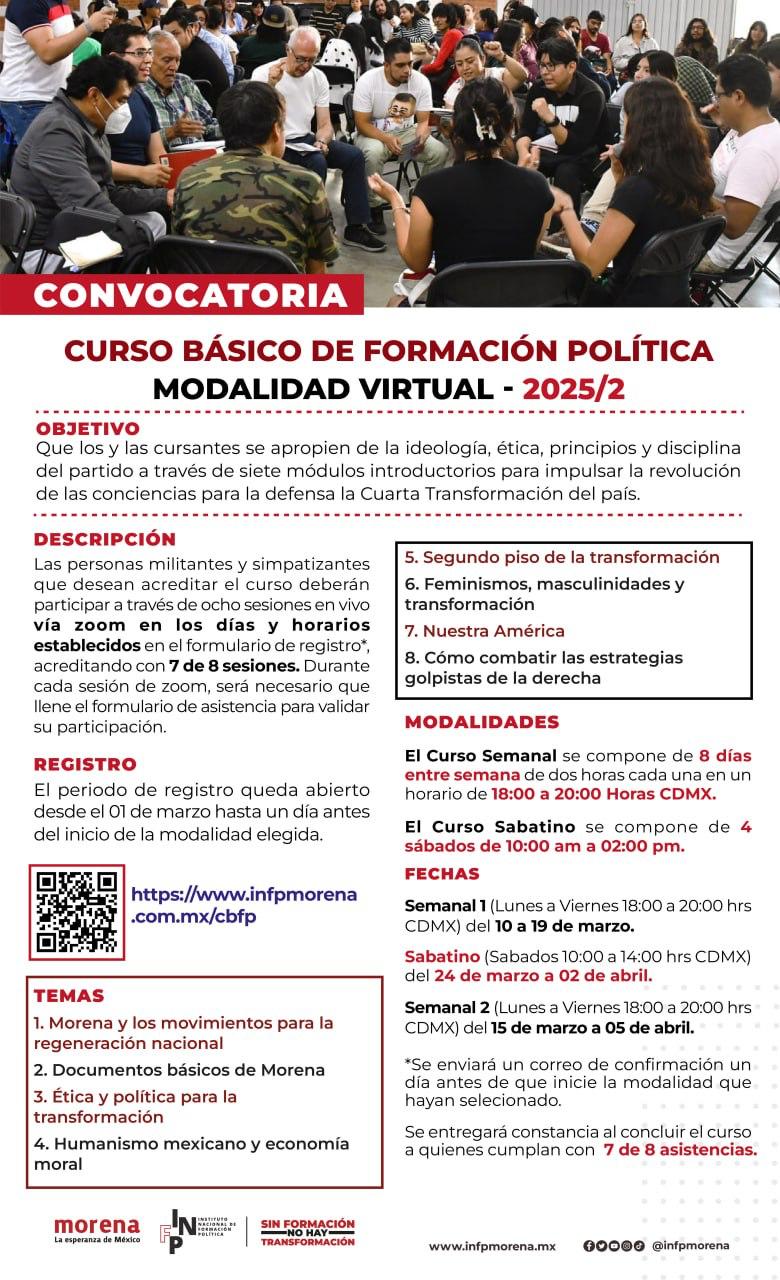 CONVOCATORIA
CURSO BÁSICO DE FORMACIÓN POLÍTICA
MODALIDAD VIRTUAL - 2025/2
OBJETIVO
Que los y las cursantes se apropien de la ideología, ética, principios y disciplina
del partido a través de siete módulos introductorios para impulsar la revolución
de las conciencias para la defensa la Cuarta Transformación del país.
DESCRIPCIÓN
Las personas militantes y simpatizantes
que desean acreditar el curso deberán
participar a través de ocho sesiones en vivo
vía zoom en los días y horarios
establecidos en el formulario de registro*,
acreditando con 7 de 8 sesiones. Durante
cada sesión de zoom, será necesario que
llene el formulario de asistencia para validar
su participación.
REGISTRO
El periodo de registro queda abierto
desde el 01 de marzo hasta un día antes
del inicio de la modalidad elegida.
https://www.infpmorena
.com.mx/cbfp
TEMAS
1. Morena y los movimientos para la
regeneración nacional
2. Documentos básicos de Morena
3. Ética y política para la
transformación
4. Humanismo mexicano y economía
moral
5. Segundo piso de la transformación
6. Feminismos, masculinidades y
transformación
7. Nuestra América
8. Cómo combatir las estrategias
golpistas de la derecha
MODALIDADES
El Curso Semanal se compone de 8 días
entre semana de dos horas cada una en un
horario de 18:00 a 20:00 Horas CDMX.
El Curso Sabatino se compone de 4
sábados de 10:00 am a 02:00 pm.
FECHAS
Semanal 1 (Lunes a Viernes 18:00 a 20:00 hrs
CDMX) del 10 a 19 de marzo.
Sabatino (Sabados 10:00 a 14:00 hrs CDMX)
del 24 de marzo a 02 de abril.
Semanal 2 (Lunes a Viernes 18:00 a 20:00 hrs
CDMX) del 15 de marzo a 05 de abril.
*Se enviará un correo de confirmación un
día antes de que inicie la modalidad que
hayan selecionado.
Se entregará constancia al concluir el curso
a quienes cumplan con 7 de 8 asistencias.
morena
La esperanza de México
INFP
INSTITUTO
NACIONAL DE
FORMACIÓN
POLÍTICA
SIN FORMACIÓN
NO HAY
TRANSFORMACIÓN
www.infpmorena.mx
@infpmorena